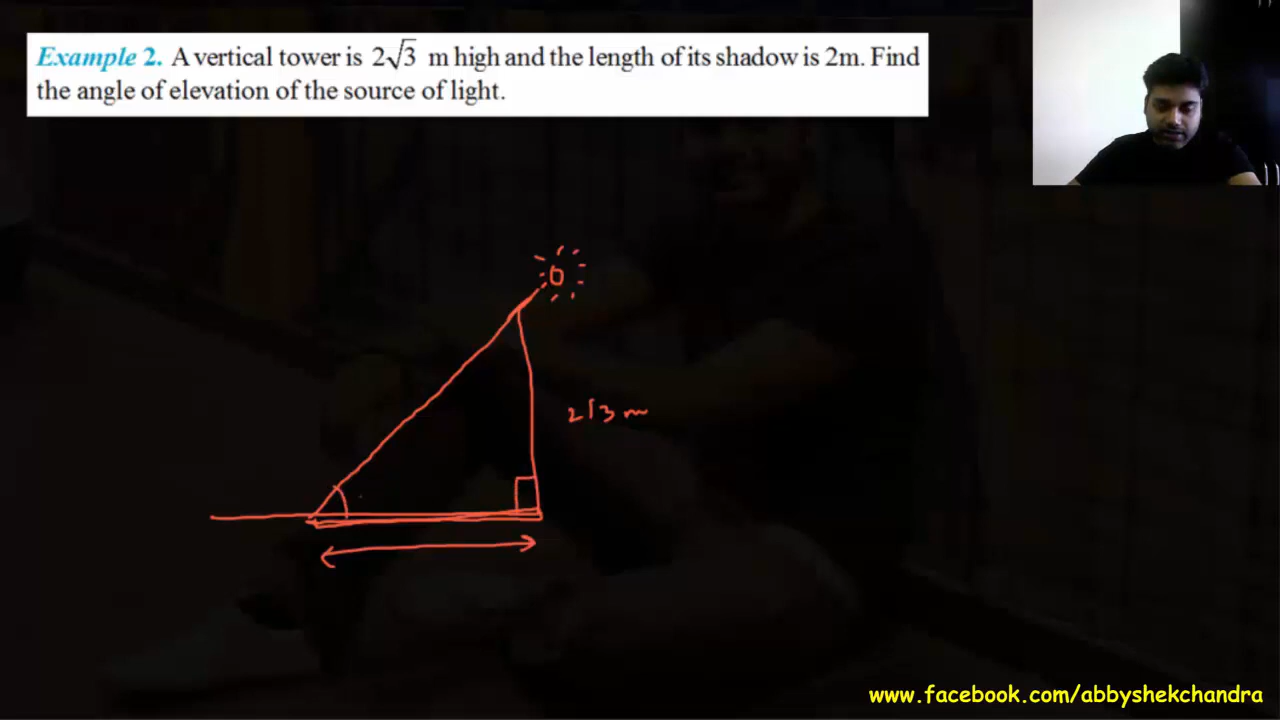 Example 2. A vertical tower is 2√3 m high and the length of its shadow is 2m. Find
the angle of elevation of the source of light.
2√3 m
www.facebook.com/abbyshekchandra